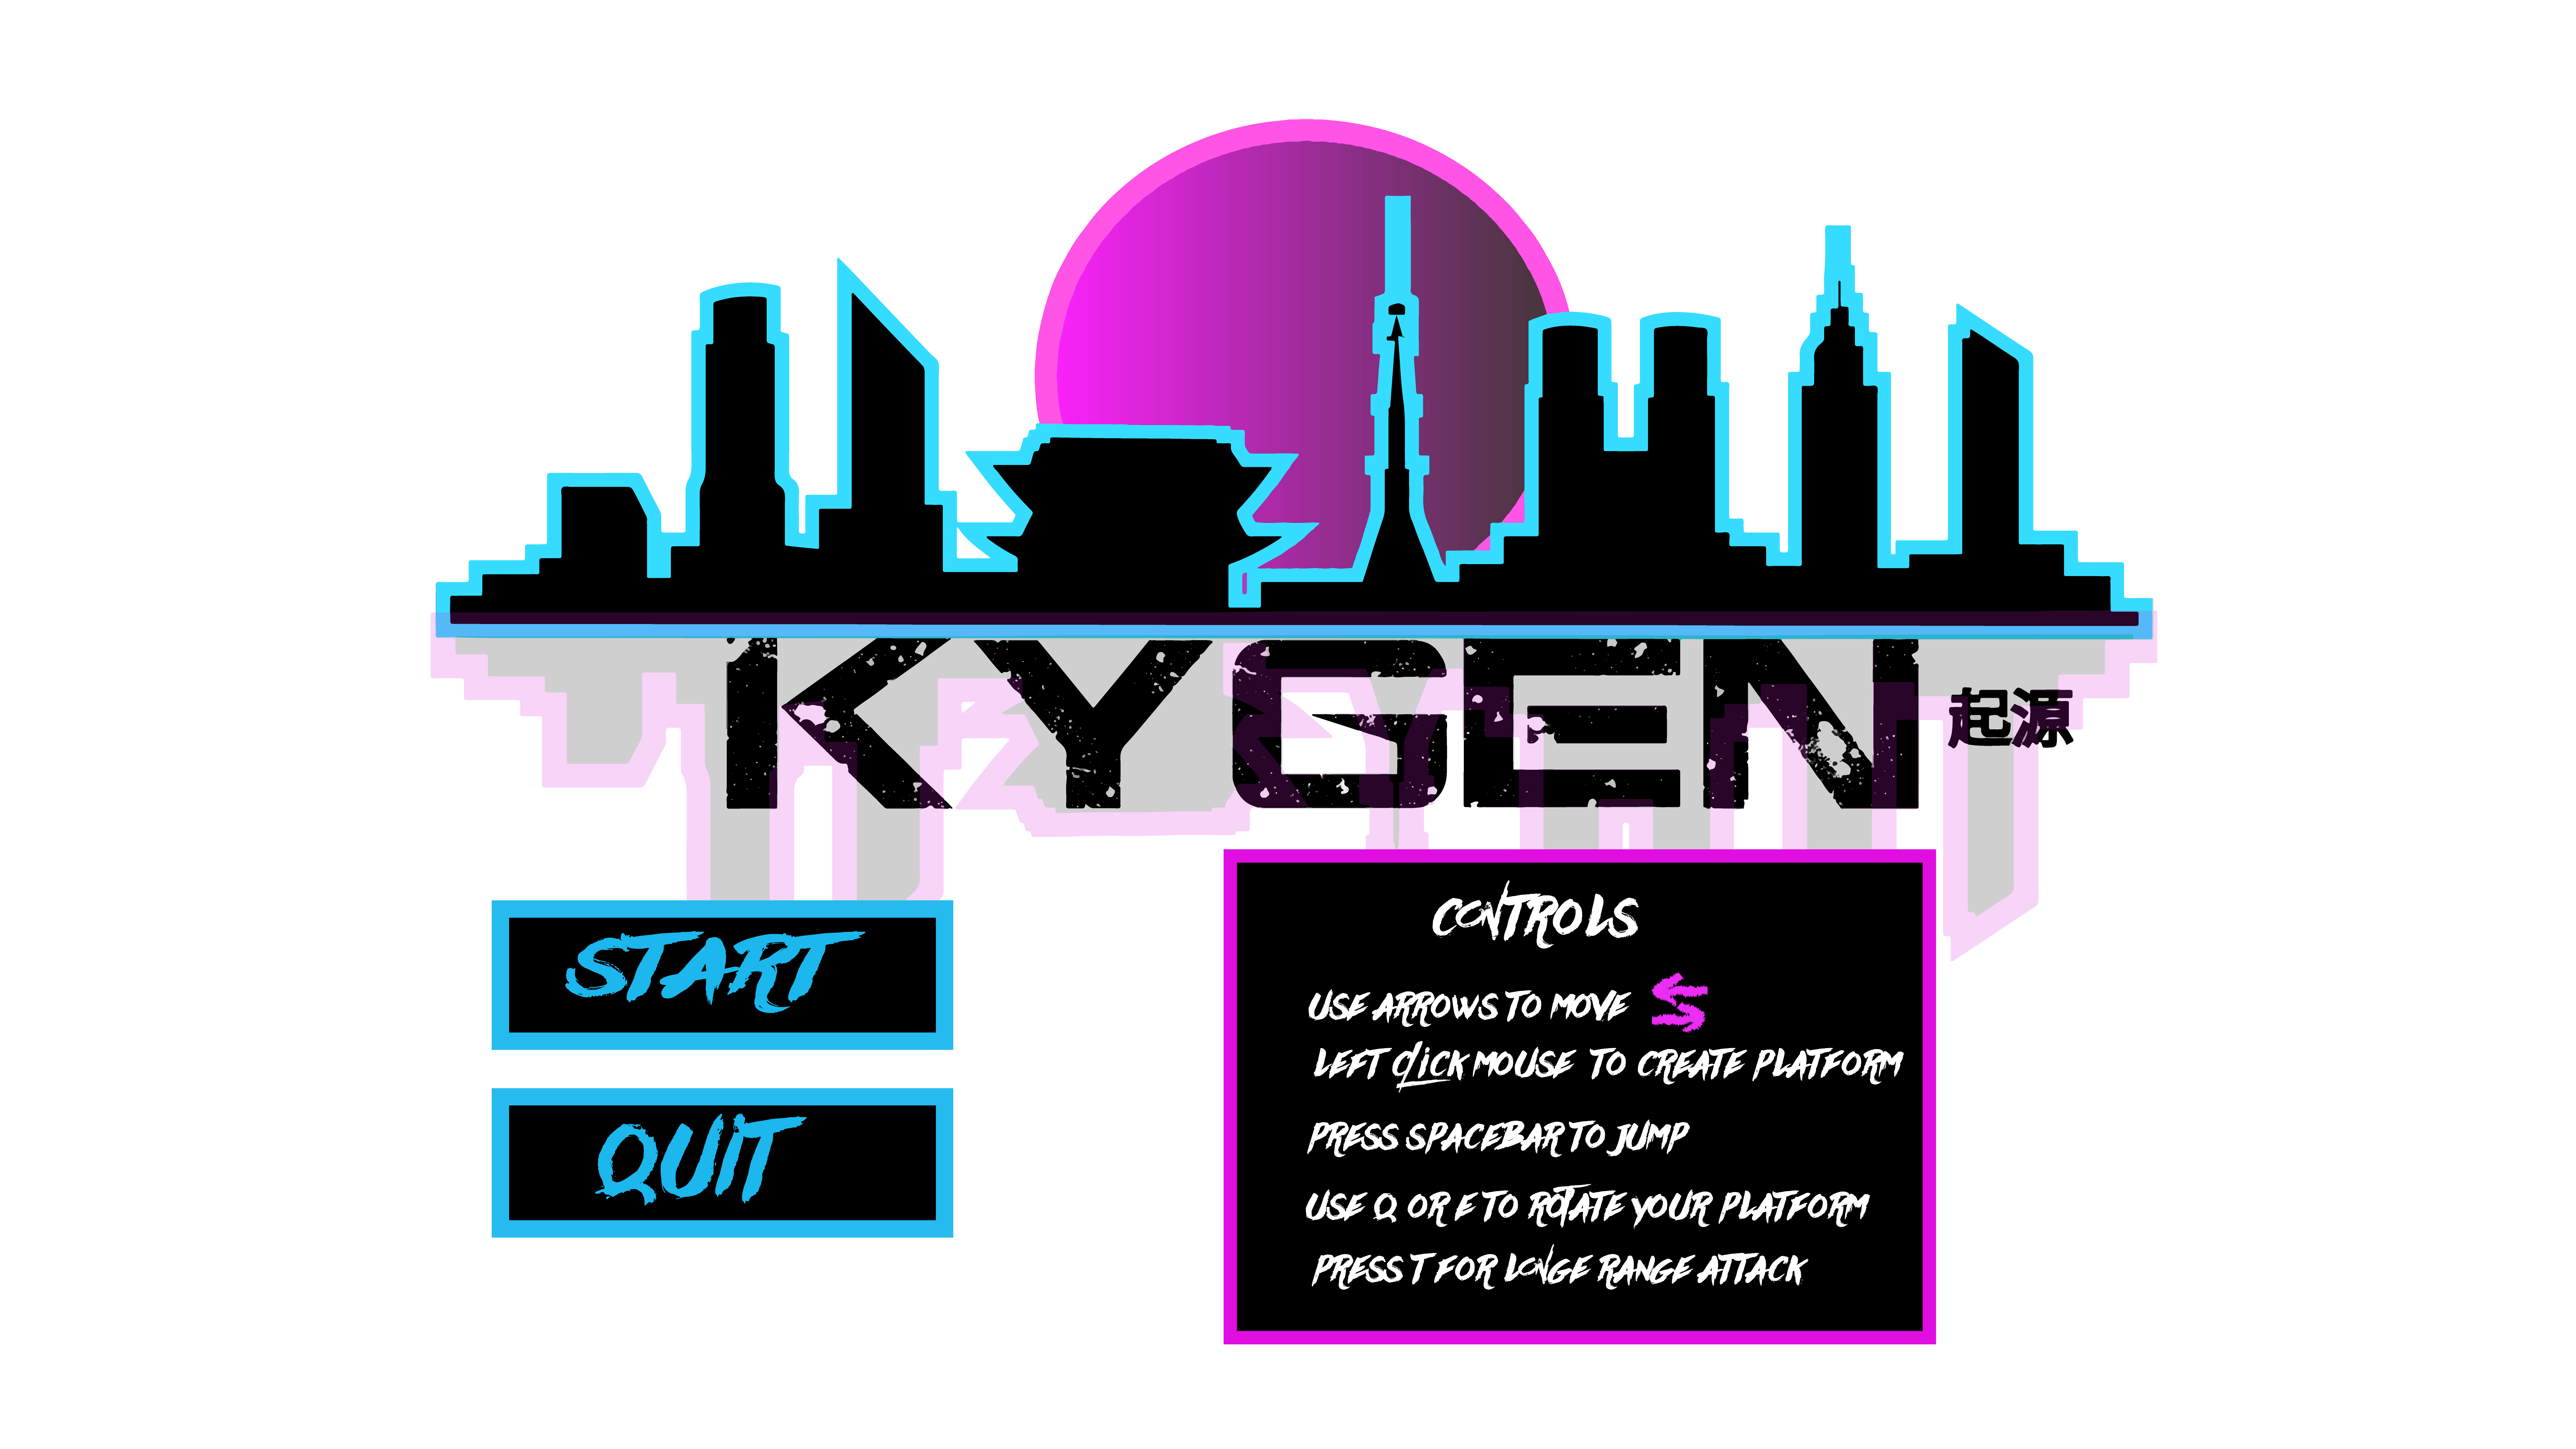 KYGEN 起源
START
QUIT
CONTROLS
USE ARROWS TO MOVE
LEFT CLICK MOUSE TO CREATE PLATFORM
PRESS SPACEBAR TO JUMP
USE Q OR E TO ROTATE YOUR PLATFORM
PRESS T FOR LONGE RANGE ATTACK